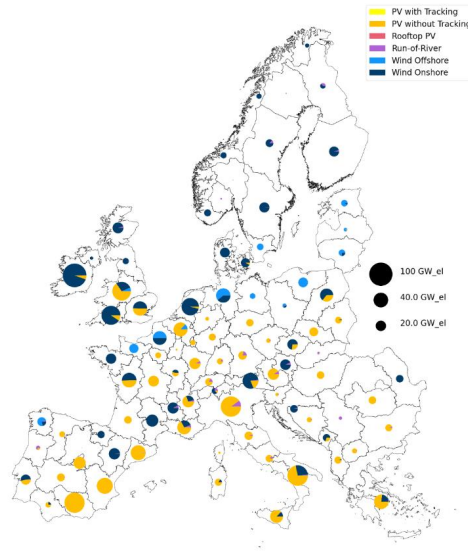 PV with Tracking
PV without Tracking
Rooftop PV
Run-of-River
Wind Offshore
Wind Onshore
100 GW_el
40.0 GW_el
20.0 GW_el